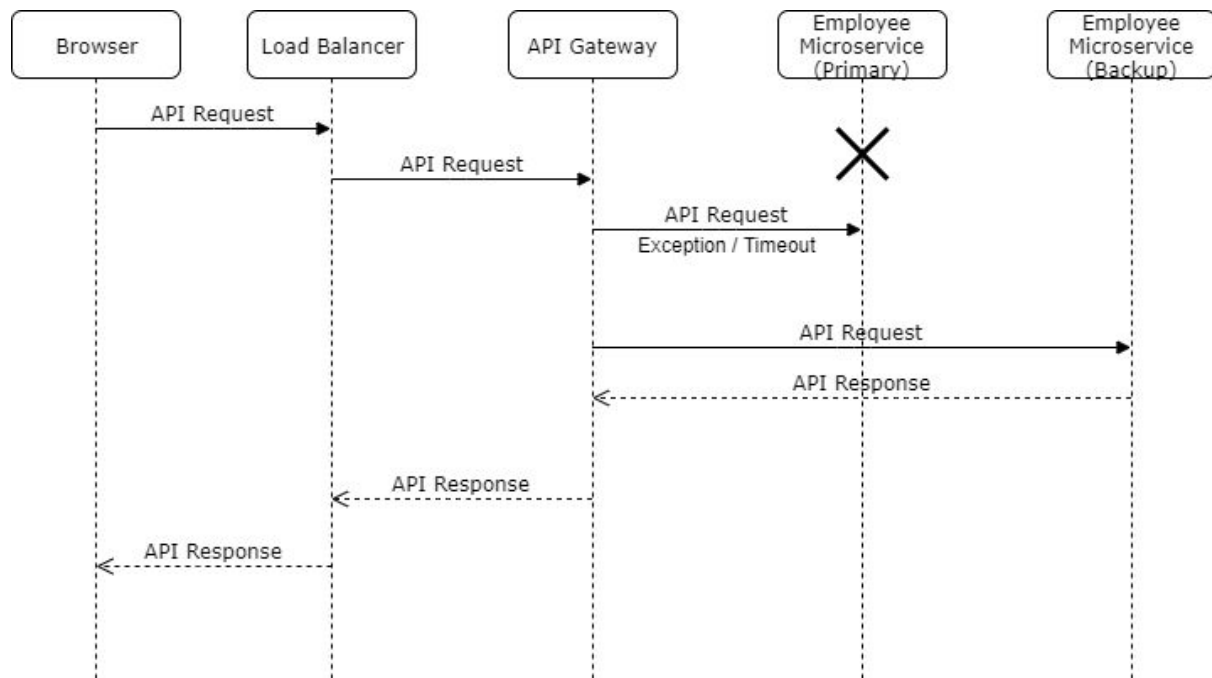 Browser
Load Balancer
API Gateway
Employee
Microservice
(Primary)
Employee
Microservice
(Backup)
API Request
API Request
API Request
Exception / Timeout
API Request
API Response
API Response
API Response